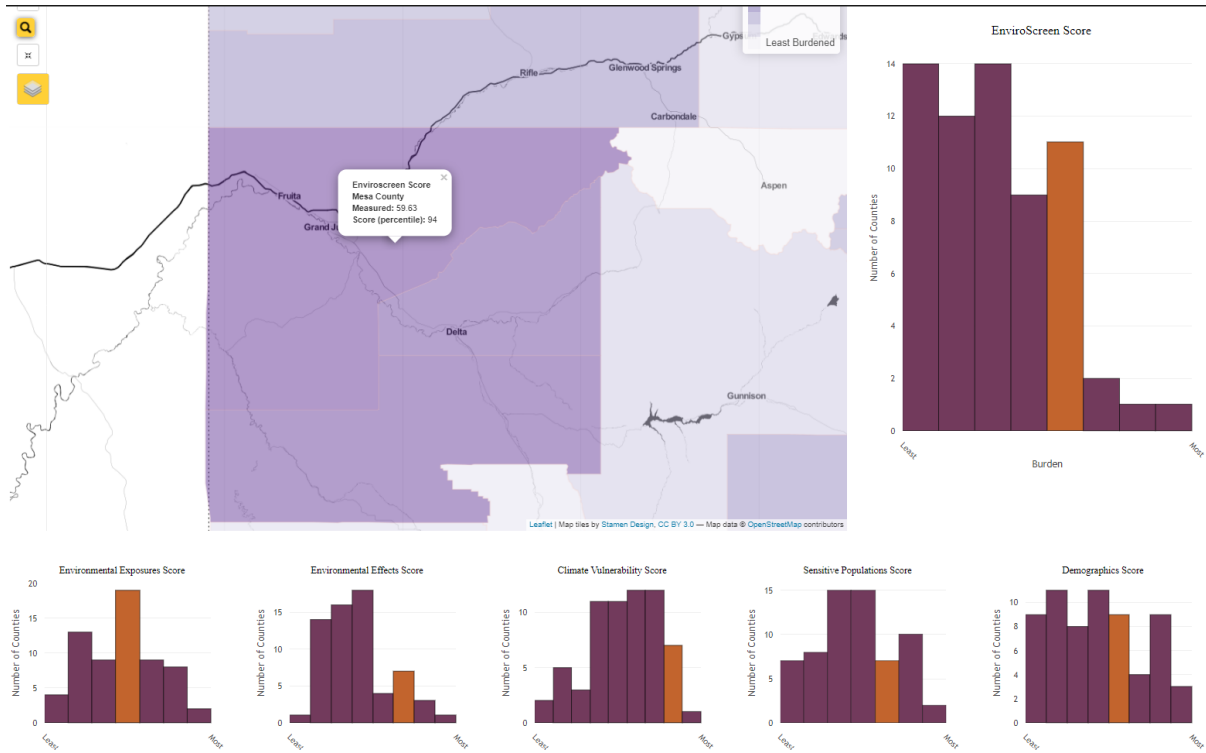 Gyps
Least Burdened
Rifle
Glenwood Springs
Carbondale
Aspen
Fruita
Grand Ju
Delta
Gunnison
×
Enviroscreen Score
Mesa County
Measured: 59.63
Score (percentile): 94
Leaflet | Map tiles by Stamen Design, CC BY 3.0 — Map data © OpenStreetMap contributors
EnviroScreen Score
Number of Counties
14
12
10
8
6
4
2
0
Least
Most
Burden
Environmental Exposures Score
Number of Counties
20
15
10
5
0
Least
Most
Environmental Effects Score
Number of Counties
15
10
5
0
Least
Most
Climate Vulnerability Score
Number of Counties
10
5
0
Least
Most
Sensitive Populations Score
Number of Counties
15
10
5
0
Least
Most
Demographics Score
Number of Counties
10
8
6
4
2
0
Least
Most